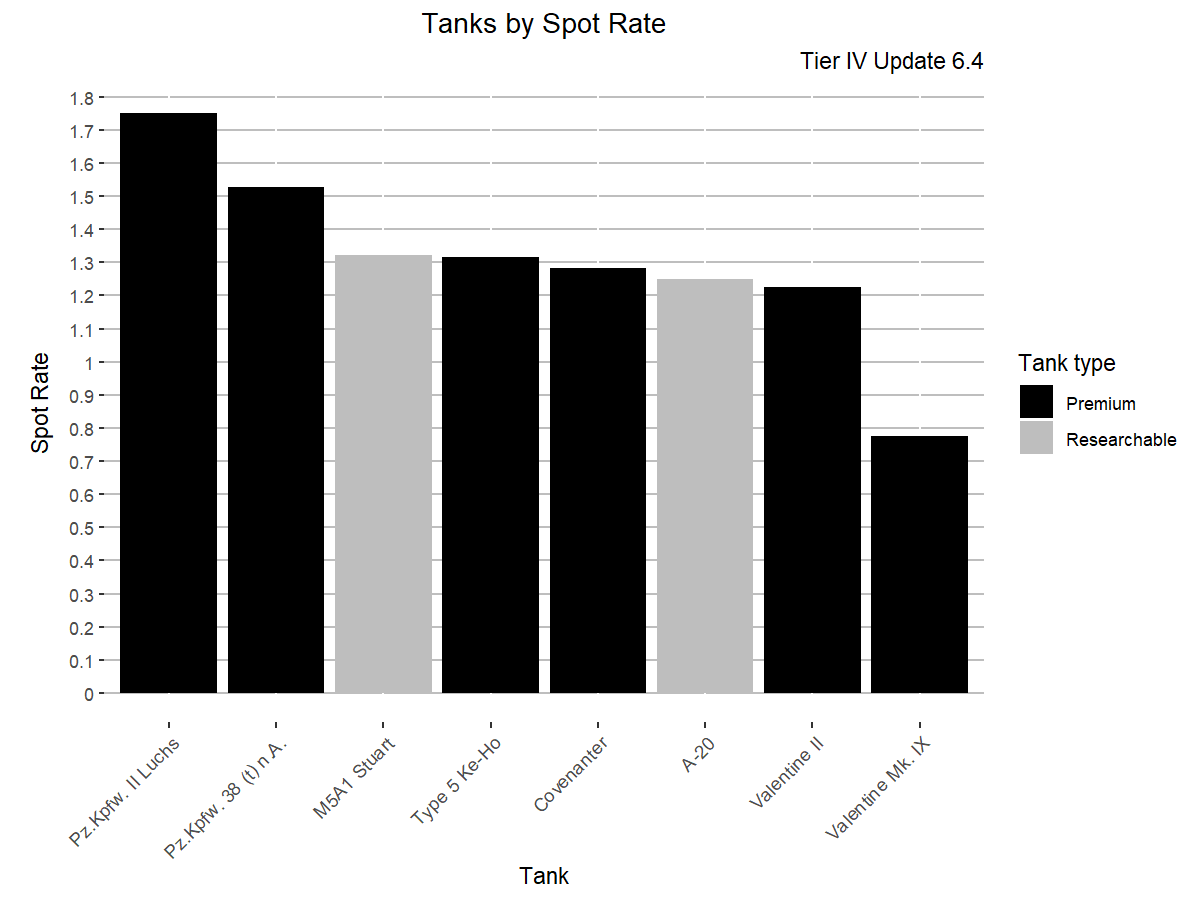 Tanks by Spot Rate
Tier IV Update 6.4
Spot Rate
1.8
1.7
1.6
1.5
1.4
1.3
1.2
1.1
1
0.9
0.8
0.7
0.6
0.5
0.4
0.3
0.2
0.1
0
Pz.Kpfw. II Luchs
Pz.Kpfw. 38 (t) n A.
M5A1 Stuart
Type 5 Ke-Ho
Covenanter
A-20
Valentine II
Valentine Mk. IX
Tank
Tank type
Premium
Researchable